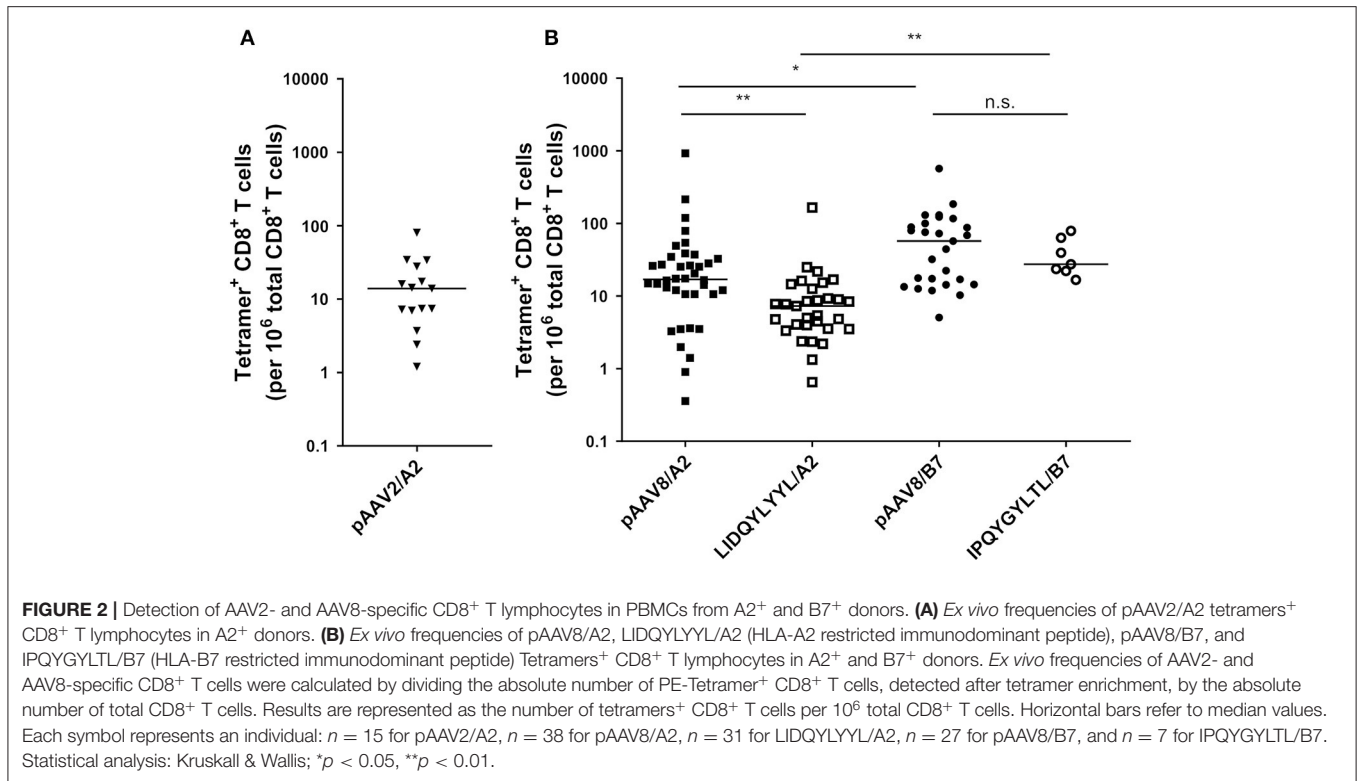 A
B
Tetramer⁺ CD8⁺ T cells
(per 10⁶ total CD8⁺ T cells)
10000
1000
100
10
1
0.1
pAAV2/A2
Tetramer⁺ CD8⁺ T cells
(per 10⁶ total CD8⁺ T cells)
10000
1000
100
10
1
0.1
**
*
**
n.s.
pAAV8/A2
LIDQYLYYL/A2
pAAV8/B7
IPQYGYLTL/B7
FIGURE 2 | Detection of AAV2- and AAV8-specific CD8⁺ T lymphocytes in PBMCs from A2⁺ and B7⁺ donors. (A) Ex vivo frequencies of pAAV2/A2 tetramers⁺
CD8⁺ T lymphocytes in A2⁺ donors. (B) Ex vivo frequencies of pAAV8/A2, LIDQYLYYL/A2 (HLA-A2 restricted immunodominant peptide), pAAV8/B7, and
IPQYGYLTL/B7 (HLA-B7 restricted immunodominant peptide) Tetramers⁺ CD8⁺ T lymphocytes in A2⁺ and B7⁺ donors. Ex vivo frequencies of AAV2- and
AAV8-specific CD8⁺ T cells were calculated by dividing the absolute number of PE-Tetramer⁺ CD8⁺ T cells, detected after tetramer enrichment, by the absolute
number of total CD8⁺ T cells. Results are represented as the number of tetramers⁺ CD8⁺ T cells per 10⁶ total CD8⁺ T cells. Horizontal bars refer to median values.
Each symbol represents an individual: n = 15 for pAAV2/A2, n = 38 for pAAV8/A2, n = 31 for LIDQYLYYL/A2, n = 27 for pAAV8/B7, and n = 7 for IPQYGYLTL/B7.
Statistical analysis: Kruskall & Wallis; *p < 0.05, **p < 0.01.